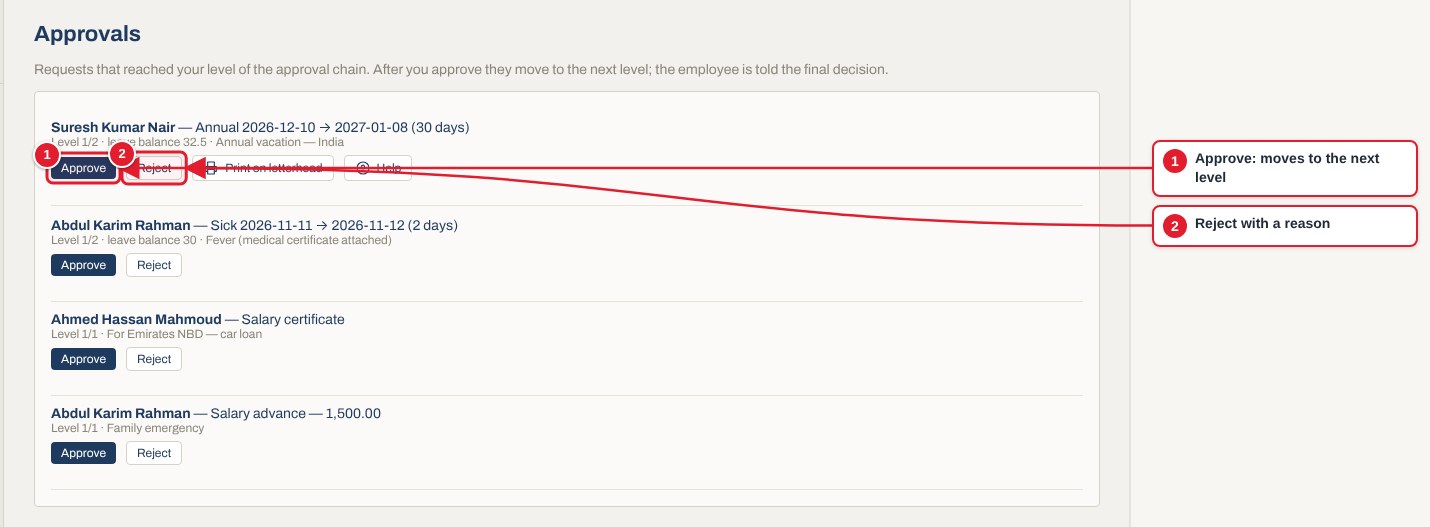 Approvals
Requests that reached your level of the approval chain. After you approve they move to the next level; the employee is told the final decision.
Suresh Kumar Nair — Annual 2026-12-10 → 2027-01-08 (30 days)
Level 1/2 · leave balance 32.5 · Annual vacation — India
1 2
Approve Reject Print on letterhead Help
Abdul Karim Rahman — Sick 2026-11-11 → 2026-11-12 (2 days)
Level 1/2 · leave balance 30 · Fever (medical certificate attached)
Approve Reject
Ahmed Hassan Mahmoud — Salary certificate
Level 1/1 · For Emirates NBD — car loan
Approve Reject
Abdul Karim Rahman — Salary advance — 1,500.00
Level 1/1 · Family emergency
Approve Reject
1 Approve: moves to the next
level
2 Reject with a reason